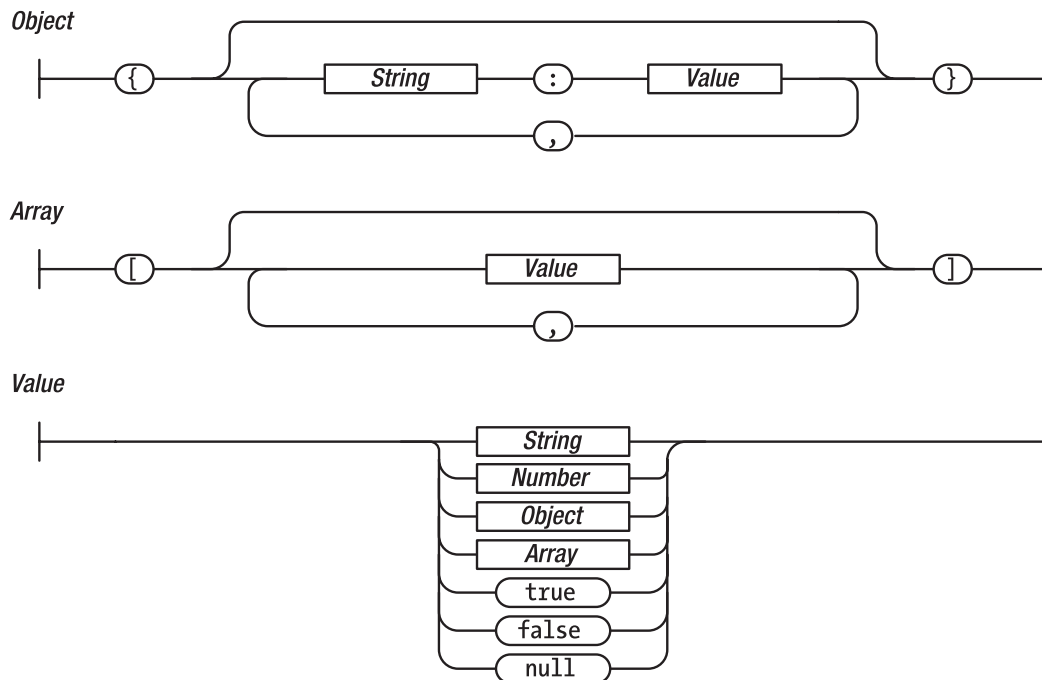 Object
{ String : Value }
,
Array
[ Value ]
,
Value
String
Number
Object
Array
true
false
null